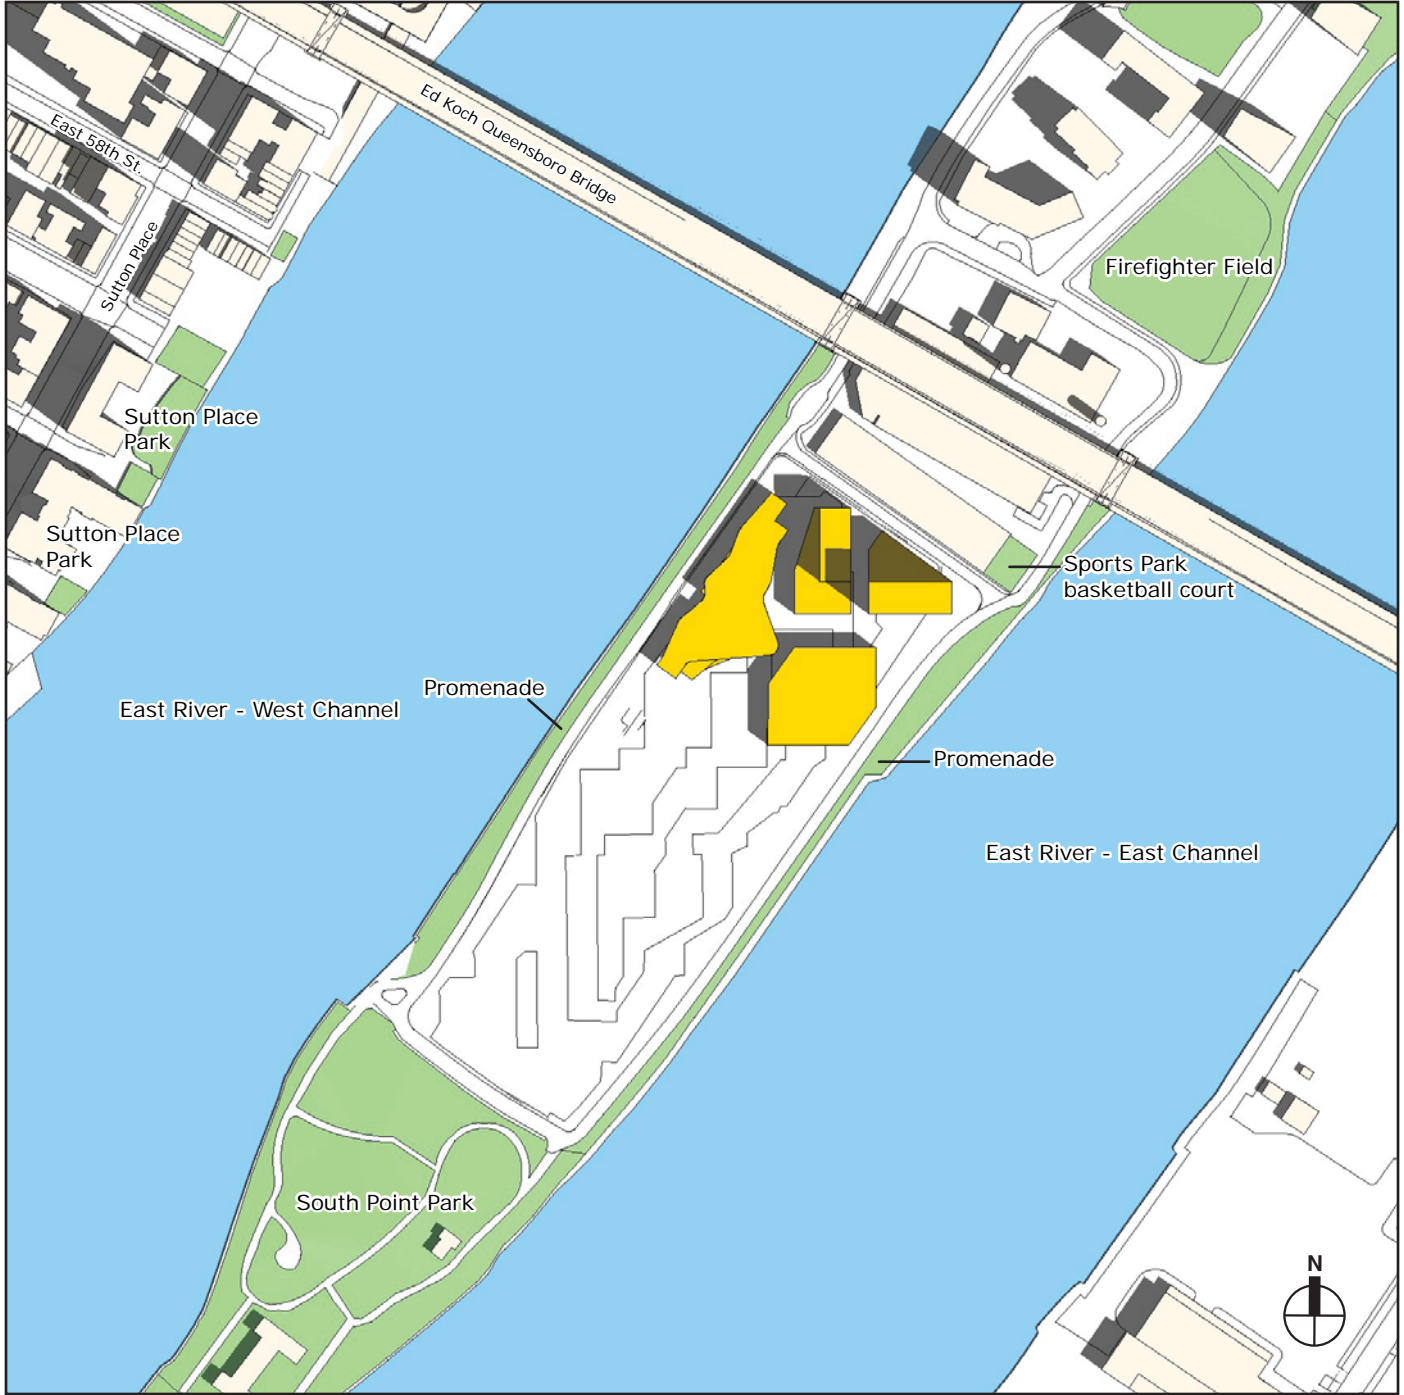 Ed Koch Queensboro Bridge
East 58th St.
Sutton Place
Firefighter Field
Sutton Place
Park
Sutton Place
Park
Sports Park
basketball court
Promenade
East River - West Channel
Promenade
East River - East Channel
South Point Park
N